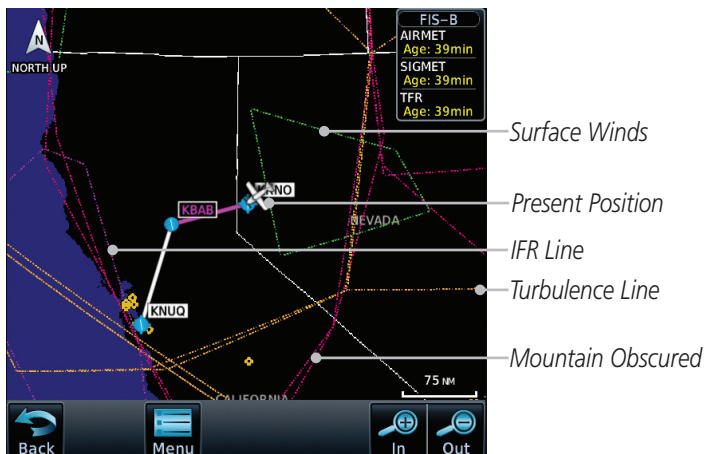 N
NORTH UP
FIS-B
AIRMET
Age: 39min
SIGMET
Age: 39min
TFR
Age: 39min
Surface Winds
KBAB
Present Position
NEVADA
IFR Line
Turbulence Line
KNUQ
Mountain Obscured
75 NM
CALIFORNIA
Back
Menu
In
Out